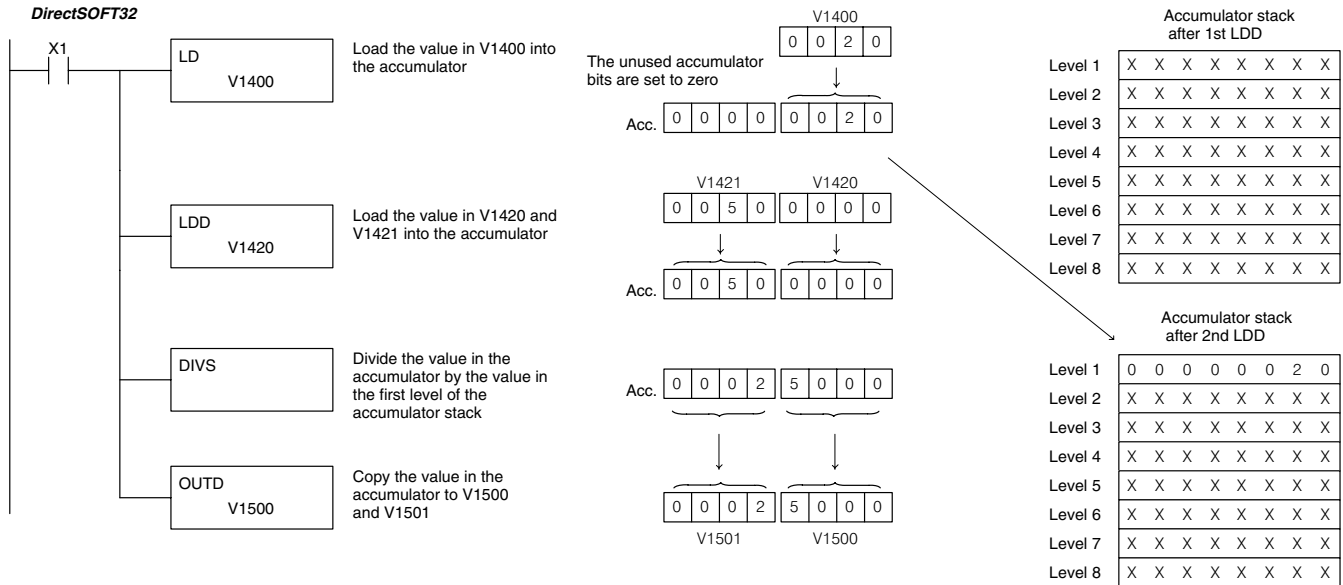 DirectSOFT32
X1
LD
V1400
Load the value in V1400 into
the accumulator
The unused accumulator
bits are set to zero
V1400
0 0 2 0
Acc. 0 0 0 0 0 0 2 0
Accumulator stack
after 1st LDD
Level 1 X X X X X X X X
Level 2 X X X X X X X X
Level 3 X X X X X X X X
Level 4 X X X X X X X X
Level 5 X X X X X X X X
Level 6 X X X X X X X X
Level 7 X X X X X X X X
Level 8 X X X X X X X X
LDD
V1420
Load the value in V1420 and
V1421 into the accumulator
V1421 V1420
0 0 5 0 0 0 0 0
Acc. 0 0 5 0 0 0 0 0
DIVS
Divide the value in the
accumulator by the value in
the first level of the
accumulator stack
Acc. 0 0 0 2 5 0 0 0
Accumulator stack
after 2nd LDD
Level 1 0 0 0 0 0 0 2 0
Level 2 X X X X X X X X
Level 3 X X X X X X X X
Level 4 X X X X X X X X
Level 5 X X X X X X X X
Level 6 X X X X X X X X
Level 7 X X X X X X X X
Level 8 X X X X X X X X
OUTD
V1500
Copy the value in the
accumulator to V1500
and V1501
0 0 0 2 5 0 0 0
V1501 V1500